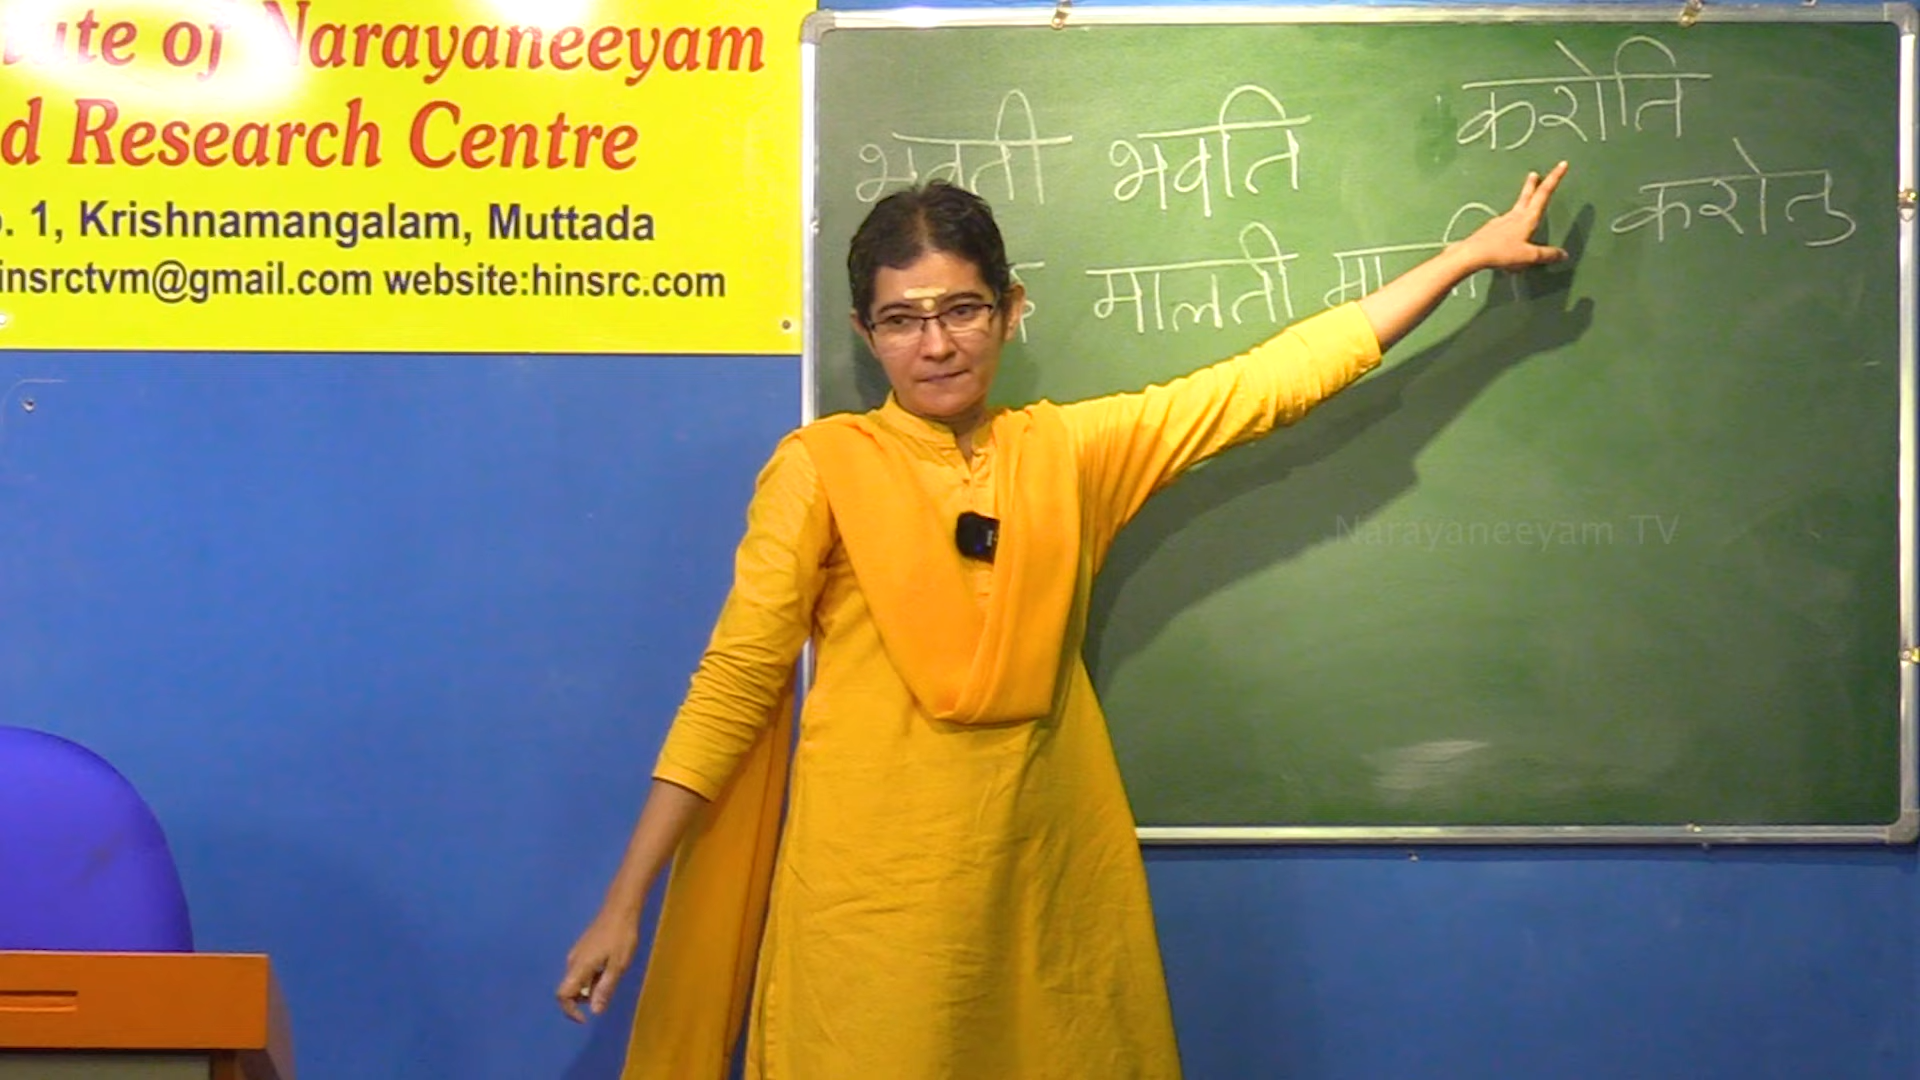 of Narayaneeyam
d Research Centre
. 1, Krishnamangalam, Muttada
insrctvm@gmail.com website:hinsrc.com
भवती भवति
मालती
करोति
करोतु
Narayaneeyam TV